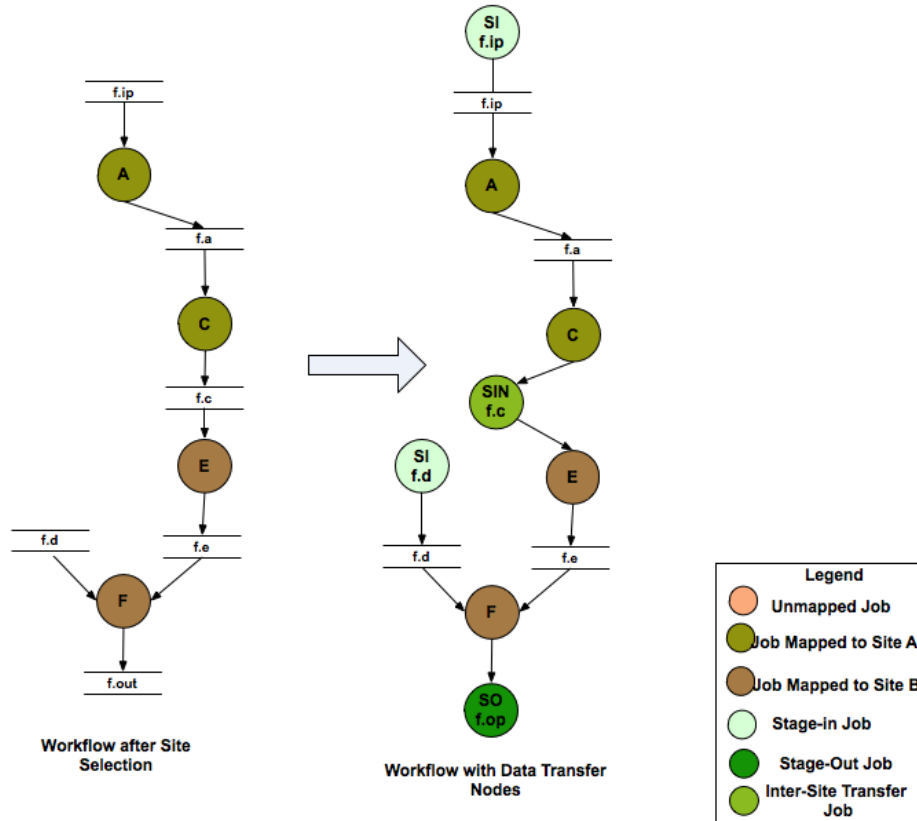 f.ip
A
f.a
C
f.c
E
f.d
f.e
F
f.out
Workflow after Site
Selection
SI
f.ip
f.ip
A
f.a
C
SIN
f.c
SI
f.d
E
f.d
f.e
F
SO
f.op
Workflow with Data Transfer
Nodes
Legend
Unmapped Job
Job Mapped to Site A
Job Mapped to Site B
Stage-in Job
Stage-Out Job
Inter-Site Transfer
Job